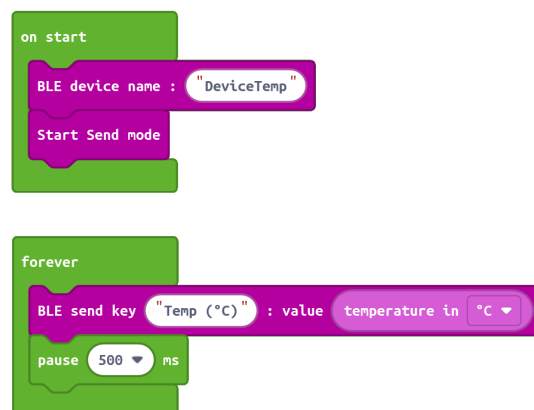 on start
BLE device name : "DeviceTemp"
Start Send mode
forever
BLE send key "Temp (°C)" : value temperature in °C
pause 500 ms